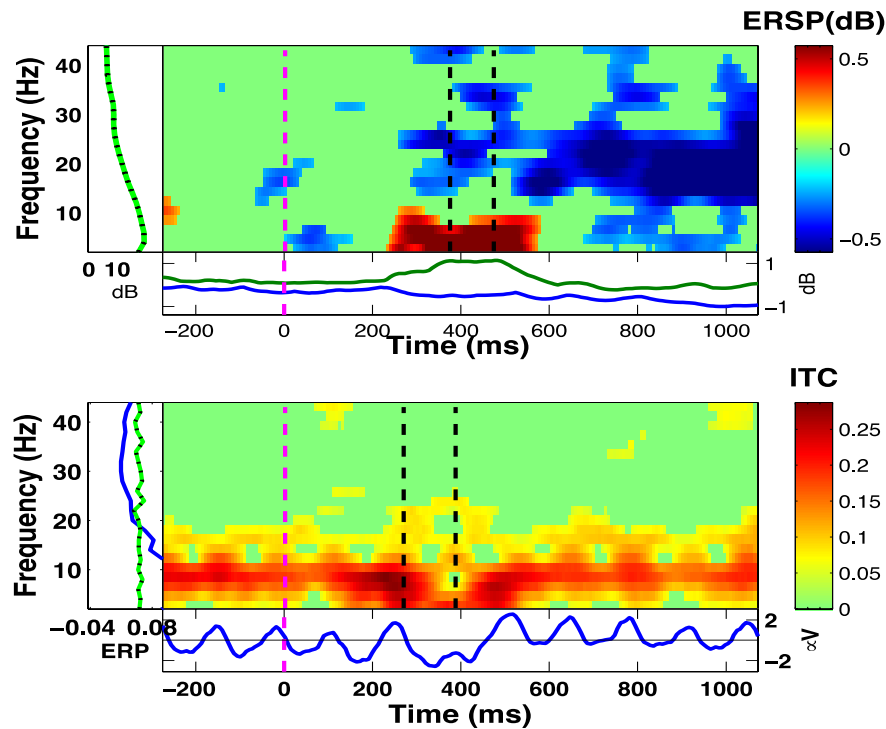 ERSP(dB)
Frequency (Hz)
40
30
20
10
0.5
0
−0.5
0 10
dB
1
−1
dB
−200 0 200 400 600 800 1000
Time (ms)
ITC
Frequency (Hz)
40
30
20
10
0.25
0.2
0.15
0.1
0.05
0
−0.04 0.08
ERP
2
−2
∝V
−200 0 200 400 600 800 1000
Time (ms)